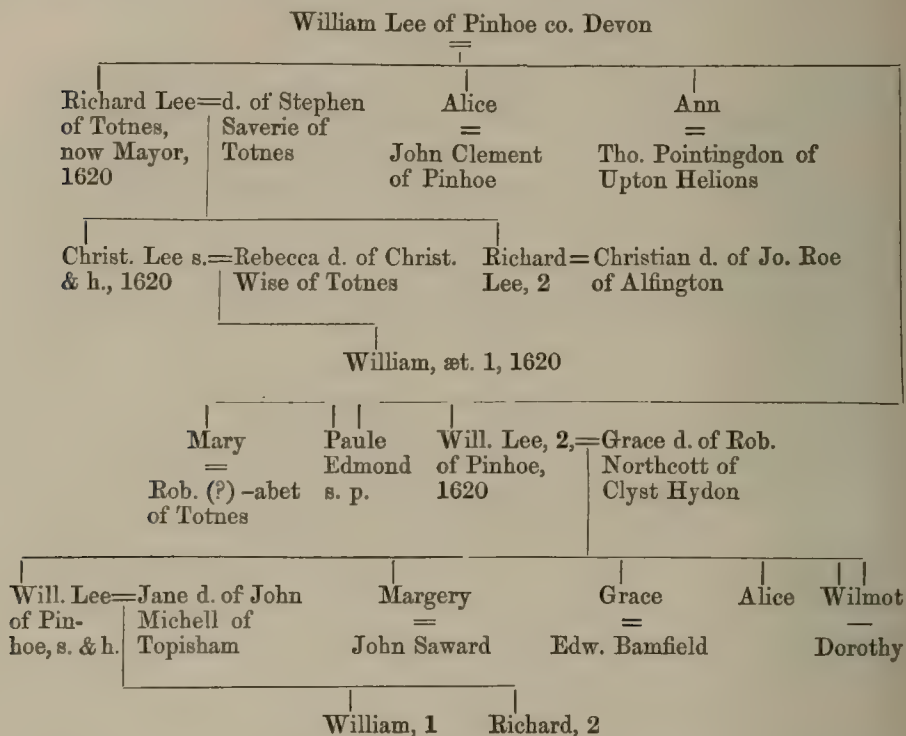 William Lee of Pinhoe co. Devon
=
Richard Lee=d. of Stephen Alice Ann
of Totnes, Saverie of = =
now Mayor, Totnes John Clement Tho. Pointingdon of
1620 of Pinhoe Upton Helions
Christ. Lee s.=Rebecca d. of Christ. Richard=Christian d. of Jo. Roe
& h., 1620 Wise of Totnes Lee, 2 of Alfington
William, æt. 1, 1620
Mary Paule Will. Lee, 2,=Grace d. of Rob.
= Edmond of Pinhoe, Northcott of
Rob. (?) -abet s. p. 1620 Clyst Hydon
of Totnes
Will. Lee=Jane d. of John Margery Grace Alice Wilmot
of Pin- Michell of = = —
hoe, s. & h. Topisham John Saward Edw. Bamfield Dorothy
William, 1 Richard, 2